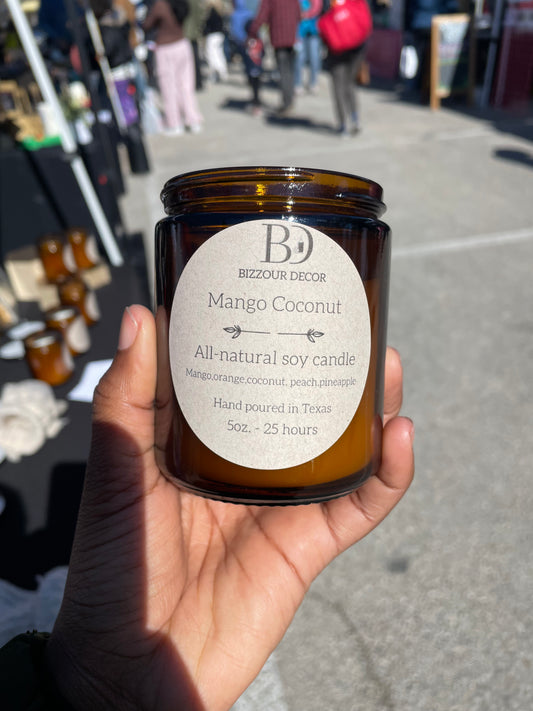 BD
BIZZOUR DECOR
Mango Coconut
All-natural soy candle
Mango,orange,coconut, peach,pineapple
Hand poured in Texas
5oz. - 25 hours